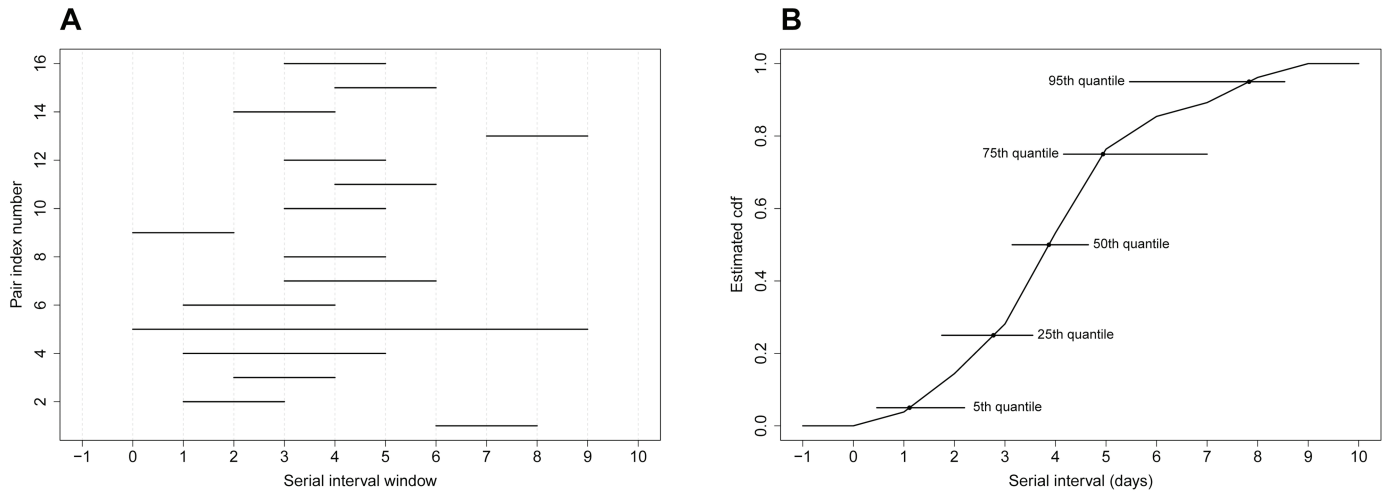 A
Pair index number
16
14
12
10
8
6
4
2
−1 0 1 2 3 4 5 6 7 8 9 10
Serial interval window
B
Estimated cdf
1.0
0.8
0.6
0.4
0.2
0.0
95th quantile
75th quantile
50th quantile
25th quantile
5th quantile
−1 0 1 2 3 4 5 6 7 8 9 10
Serial interval (days)